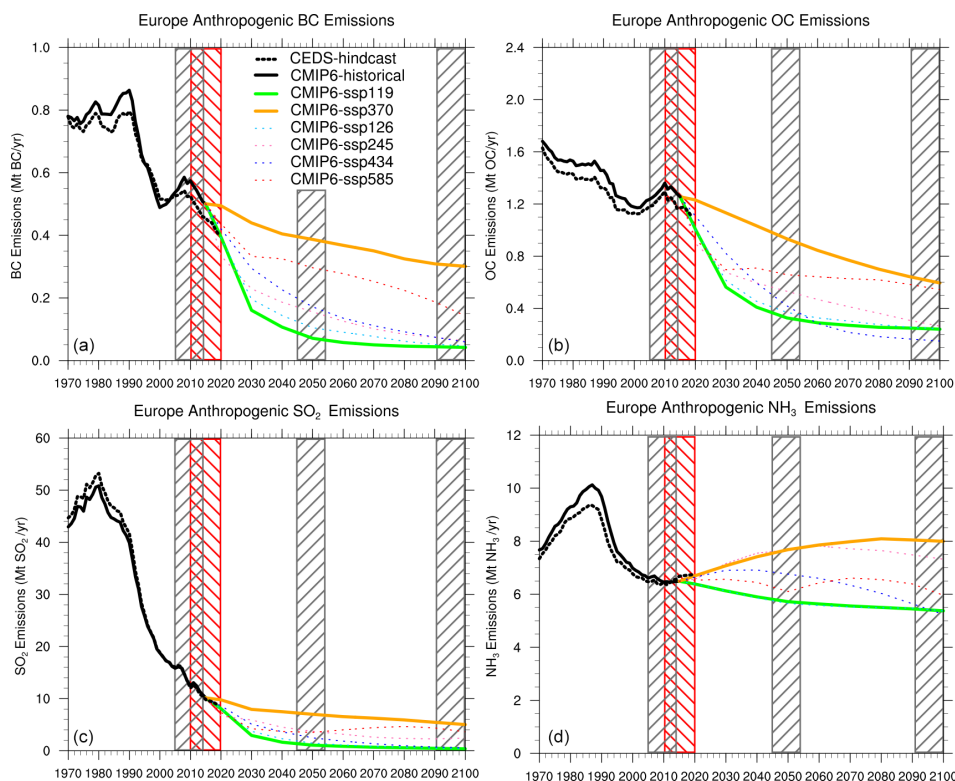 Europe Anthropogenic BC Emissions
BC Emissions (Mt BC/yr)
1.0
0.8
0.6
0.4
0.2
0.0
CEDS-hindcast
CMIP6-historical
CMIP6-ssp119
CMIP6-ssp370
CMIP6-ssp126
CMIP6-ssp245
CMIP6-ssp434
CMIP6-ssp585
(a)
1970 1980 1990 2000 2010 2020 2030 2040 2050 2060 2070 2080 2090 2100
Europe Anthropogenic OC Emissions
OC Emissions (Mt OC/yr)
2.4
2.0
1.6
1.2
0.8
0.4
0.0
(b)
1970 1980 1990 2000 2010 2020 2030 2040 2050 2060 2070 2080 2090 2100
Europe Anthropogenic SO₂ Emissions
SO₂ Emissions (Mt SO₂/yr)
60
50
40
30
20
10
0
(c)
1970 1980 1990 2000 2010 2020 2030 2040 2050 2060 2070 2080 2090 2100
Europe Anthropogenic NH₃ Emissions
NH₃ Emissions (Mt NH₃/yr)
12
10
8
6
4
2
0
(d)
1970 1980 1990 2000 2010 2020 2030 2040 2050 2060 2070 2080 2090 2100